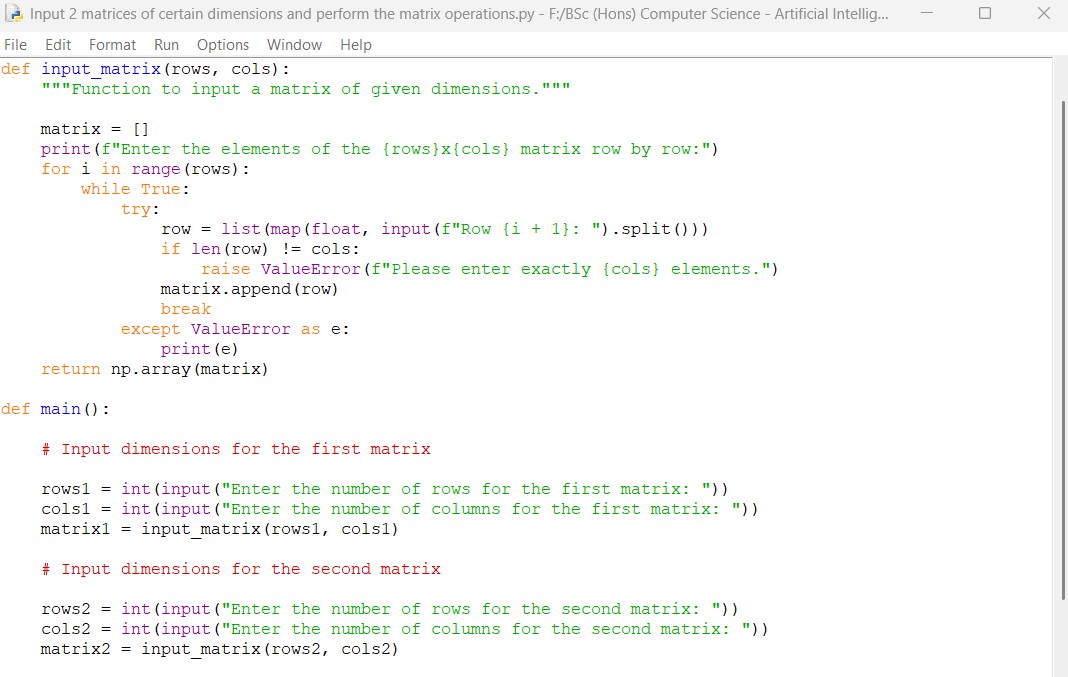 Input 2 matrices of certain dimensions and perform the matrix operations.py - F:/BSc (Hons) Computer Science - Artificial Intellig...
File Edit Format Run Options Window Help
def input_matrix(rows, cols):
    """Function to input a matrix of given dimensions."""

    matrix = []
    print(f"Enter the elements of the {rows}x{cols} matrix row by row:")
    for i in range(rows):
        while True:
            try:
                row = list(map(float, input(f"Row {i + 1}: ").split()))
                if len(row) != cols:
                    raise ValueError(f"Please enter exactly {cols} elements.")
                matrix.append(row)
                break
            except ValueError as e:
                print(e)
    return np.array(matrix)

def main():

    # Input dimensions for the first matrix

    rows1 = int(input("Enter the number of rows for the first matrix: "))
    cols1 = int(input("Enter the number of columns for the first matrix: "))
    matrix1 = input_matrix(rows1, cols1)

    # Input dimensions for the second matrix

    rows2 = int(input("Enter the number of rows for the second matrix: "))
    cols2 = int(input("Enter the number of columns for the second matrix: "))
    matrix2 = input_matrix(rows2, cols2)